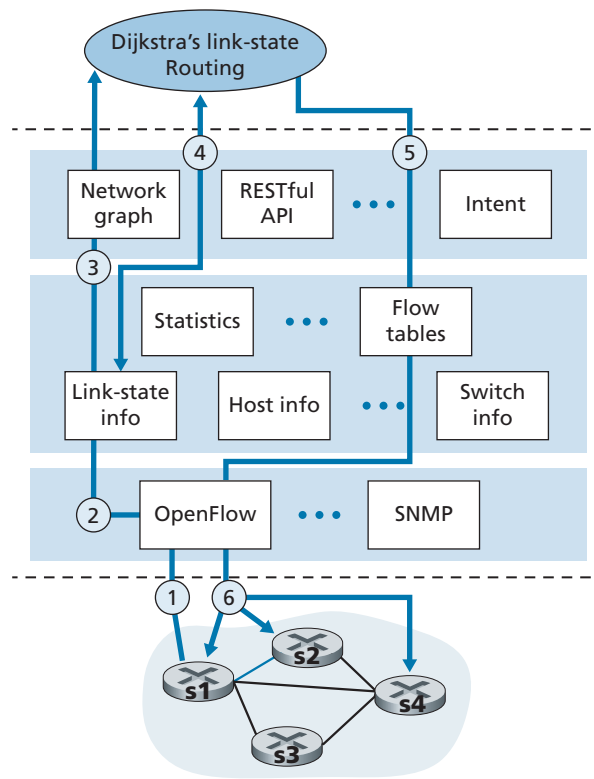 Dijkstra's link-state
Routing
4
5
Network
graph
RESTful
API
Intent
3
Statistics
Flow
tables
Link-state
info
Host info
Switch
info
2
OpenFlow
SNMP
1
6
s1
s2
s4
s3